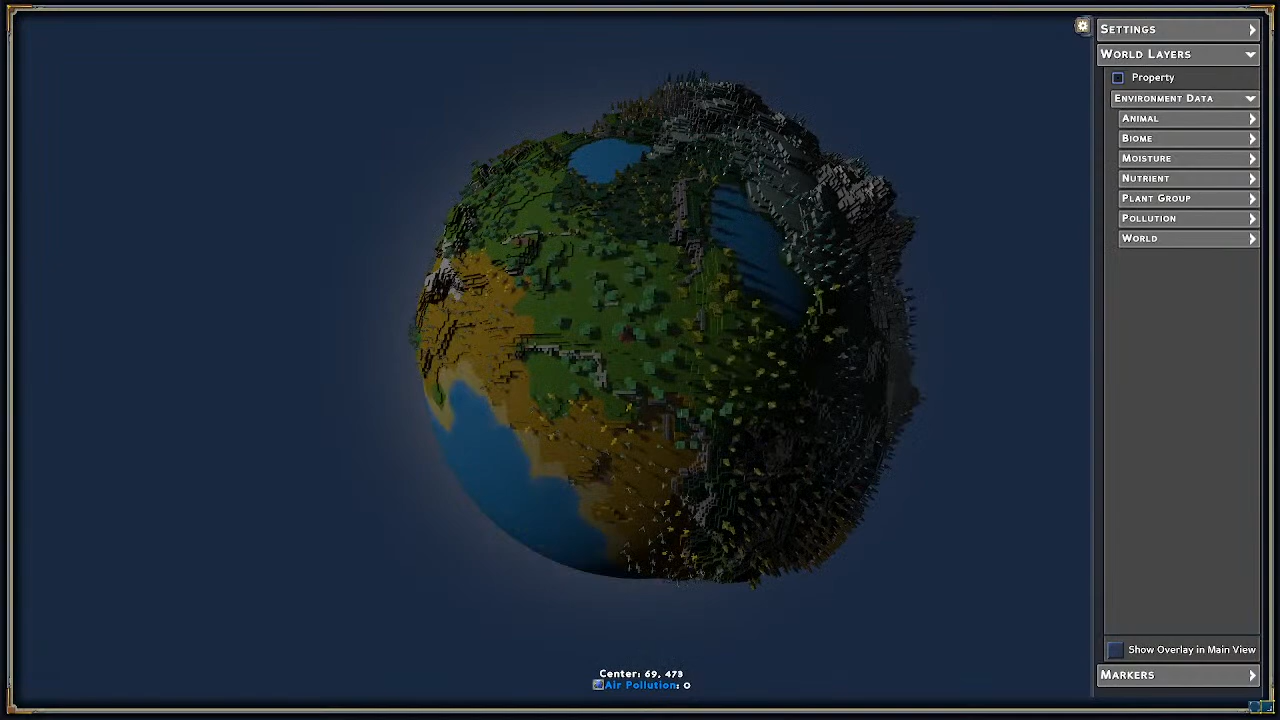 SETTINGS
WORLD LAYERS
Property
ENVIRONMENT DATA
ANIMAL
BIOME
MOISTURE
NUTRIENT
PLANT GROUP
POLLUTION
WORLD
Show Overlay in Main View
MARKERS
Center: 69, 473
Air Pollution: 0